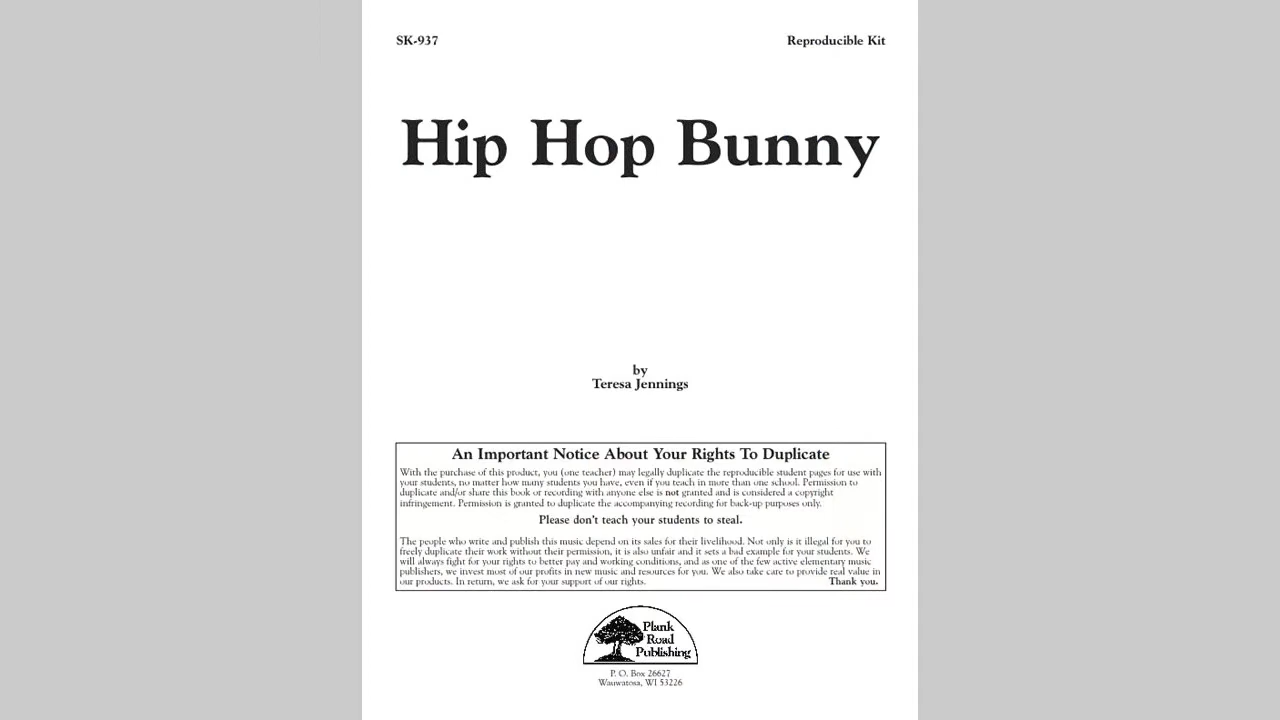 SK-937
Reproducible Kit
Hip Hop Bunny
by
Teresa Jennings
An Important Notice About Your Rights To Duplicate
With the purchase of this product, you (one teacher) may legally duplicate the reproducible student pages for use with
your students, no matter how many students you have, even if you teach in more than one school. Permission to
duplicate and/or share this book or recording with anyone else is not granted and is considered a copyright
infringement. Permission is granted to duplicate the accompanying recording for back-up purposes only.
Please don't teach your students to steal.
The people who write and publish this music depend on its sales for their livelihood. Not only is it illegal for you to
freely duplicate their work without their permission, it is also unfair and it sets a bad example for your students. We
will always fight for your rights to better pay and working conditions, and as one of the few active elementary music
publishers, we invest most of our profits in new music and resources for you. We also take care to provide real value in
our products. In return, we ask for your support of our rights. Thank you.
Plank
Road
Publishing
P. O. Box 26627
Wauwatosa, WI 53226